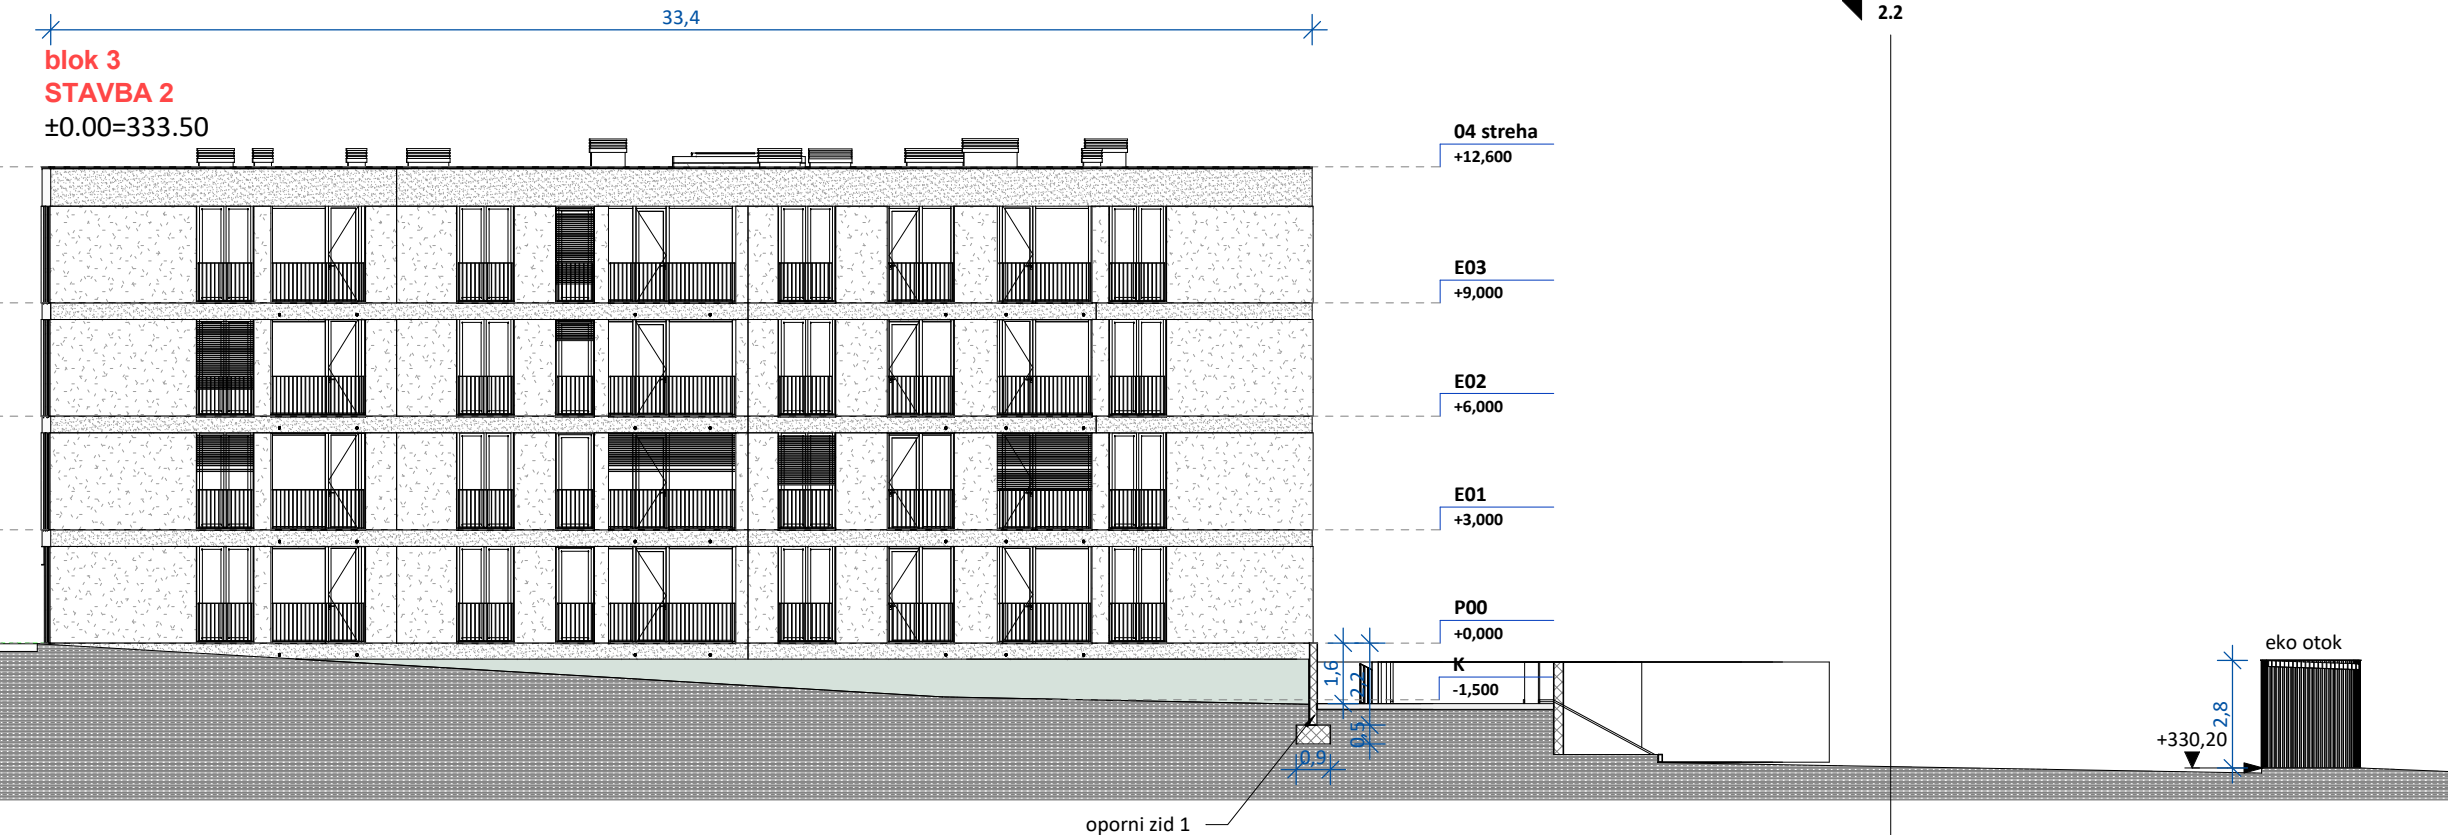 33,4
2.2
blok 3
STAVBA 2
±0.00=333.50
04 streha
+12,600
E03
+9,000
E02
+6,000
E01
+3,000
P00
+0,000
K
-1,500
1,6
2,2
0,5
0,9
oporni zid 1
eko otok
2,8
+330,20